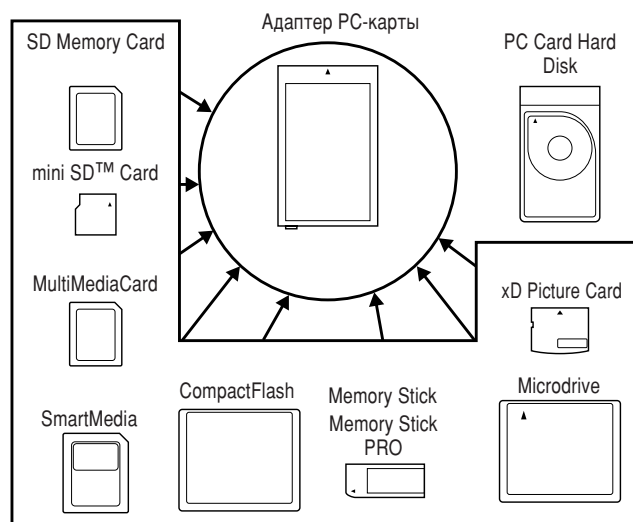 Адаптер PC-карты
SD Memory Card
PC Card Hard
Disk
mini SD™ Card
MultiMediaCard
xD Picture Card
SmartMedia
CompactFlash
Memory Stick
Memory Stick
PRO
Microdrive